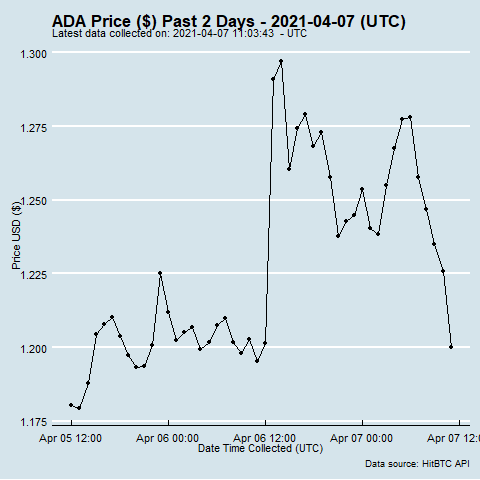 ADA Price ($) Past 2 Days - 2021-04-07 (UTC)
Latest data collected on: 2021-04-07 11:03:43 - UTC
1.300
1.275
1.250
1.225
1.200
1.175
Price USD ($)
Apr 05 12:00 Apr 06 00:00 Apr 06 12:00 Apr 07 00:00 Apr 07 12:00
Date Time Collected (UTC)
Data source: HitBTC API